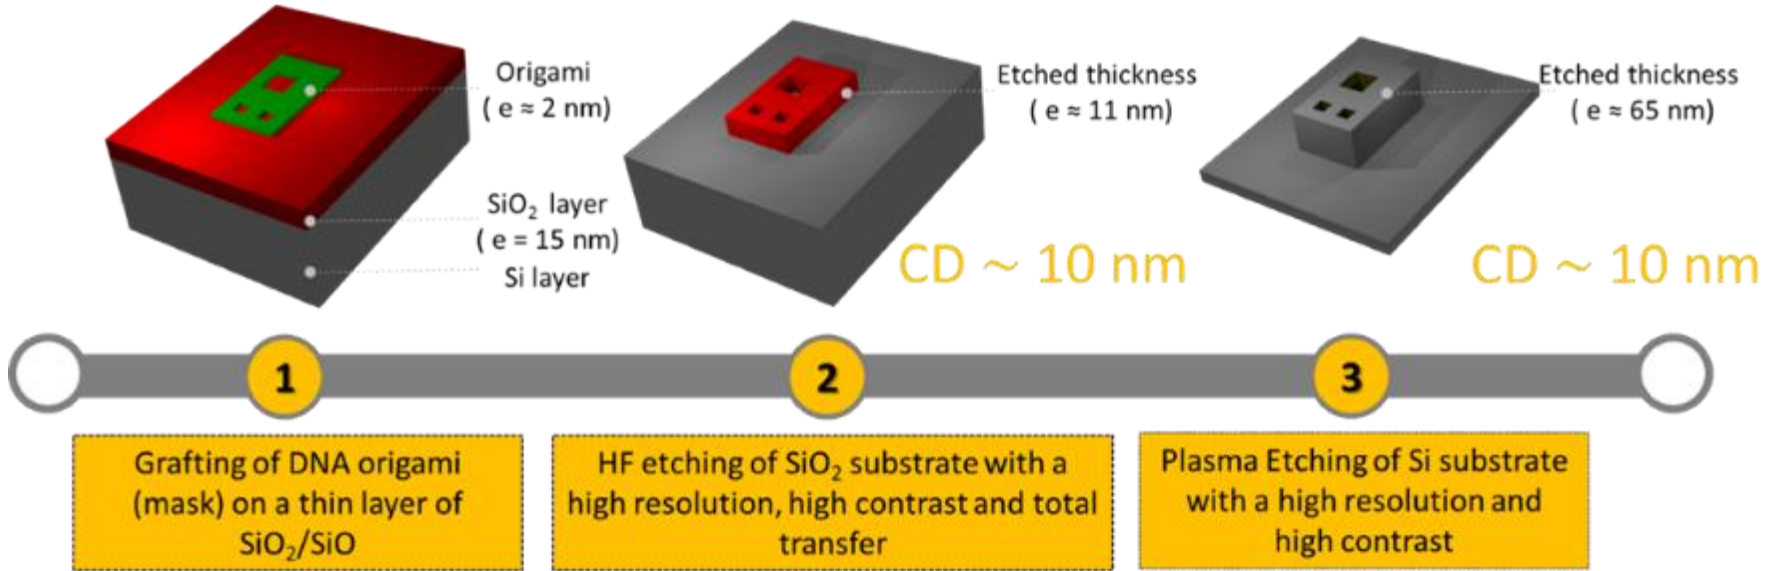 Origami
( e ≈ 2 nm)
SiO₂ layer
( e = 15 nm)
Si layer
Etched thickness
( e ≈ 11 nm)
CD ~ 10 nm
Etched thickness
( e ≈ 65 nm)
CD ~ 10 nm
1
2
3
Grafting of DNA origami
(mask) on a thin layer of
SiO₂/SiO
HF etching of SiO₂ substrate with a
high resolution, high contrast and total
transfer
Plasma Etching of Si substrate
with a high resolution and
high contrast